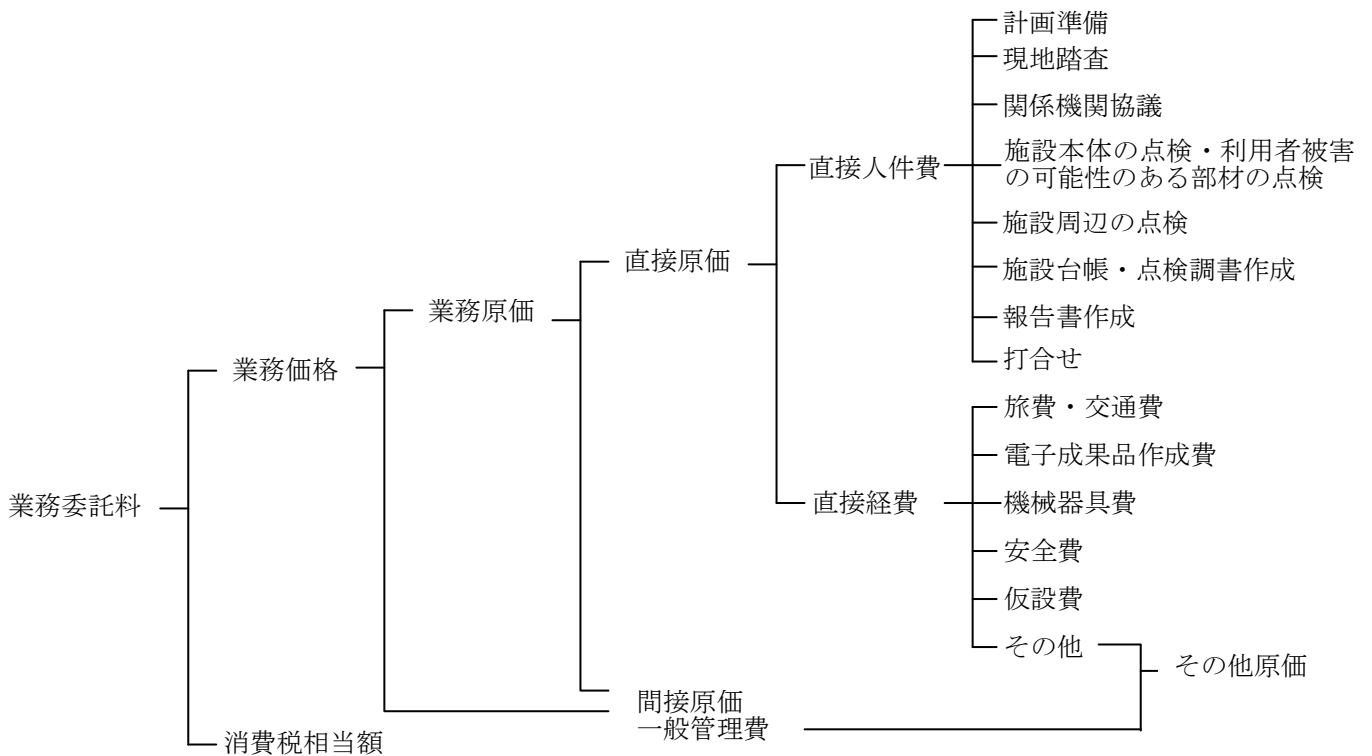 計画準備
現地踏査
関係機関協議
施設本体の点検・利用者被害
の可能性のある部材の点検
直接人件費
施設周辺の点検
直接原価
施設台帳・点検調書作成
業務原価
報告書作成
打合せ
業務価格
旅費・交通費
電子成果品作成費
業務委託料
直接経費
機械器具費
安全費
仮設費
その他
その他原価
間接原価
一般管理費
消費税相当額